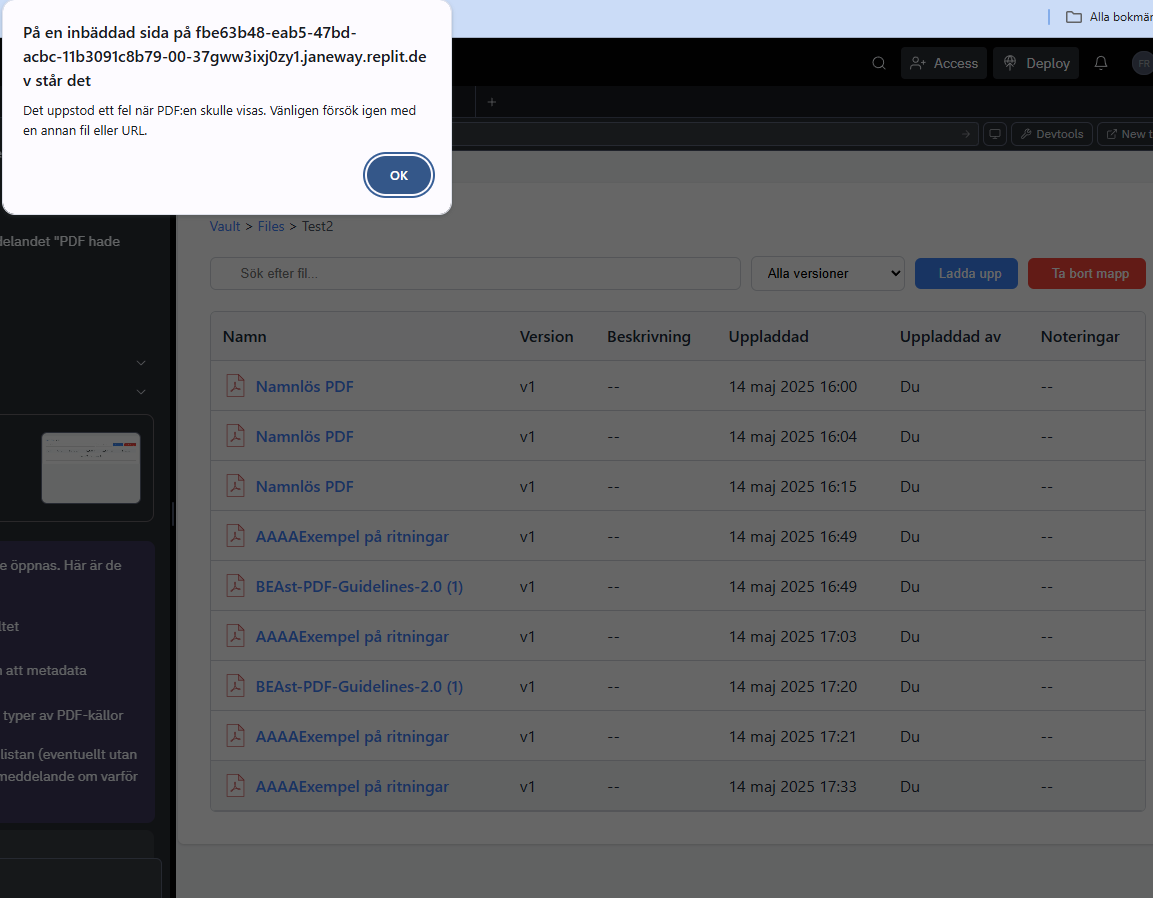 På en inbäddad sida på fbe63b48-eab5-47bd-
acbc-11b3091c8b79-00-37gww3ixj0zy1.janeway.replit.de
v står det
Det uppstod ett fel när PDF:en skulle visas. Vänligen försök igen med
en annan fil eller URL.
OK
Alla bokmär
Access
Deploy
FR
Devtools
New t
delandet "PDF hade
e öppnas. Här är de
ltet
att metadata
typer av PDF-källor
listan (eventuellt utan
meddelande om varför
Vault > Files > Test2
Sök efter fil...
Alla versioner
Ladda upp
Ta bort mapp
Namn Version Beskrivning Uppladdad Uppladdad av Noteringar
Namnlös PDF v1 -- 14 maj 2025 16:00 Du --
Namnlös PDF v1 -- 14 maj 2025 16:04 Du --
Namnlös PDF v1 -- 14 maj 2025 16:15 Du --
AAAAExempel på ritningar v1 -- 14 maj 2025 16:49 Du --
BEAst-PDF-Guidelines-2.0 (1) v1 -- 14 maj 2025 16:49 Du --
AAAAExempel på ritningar v1 -- 14 maj 2025 17:03 Du --
BEAst-PDF-Guidelines-2.0 (1) v1 -- 14 maj 2025 17:20 Du --
AAAAExempel på ritningar v1 -- 14 maj 2025 17:21 Du --
AAAAExempel på ritningar v1 -- 14 maj 2025 17:33 Du --